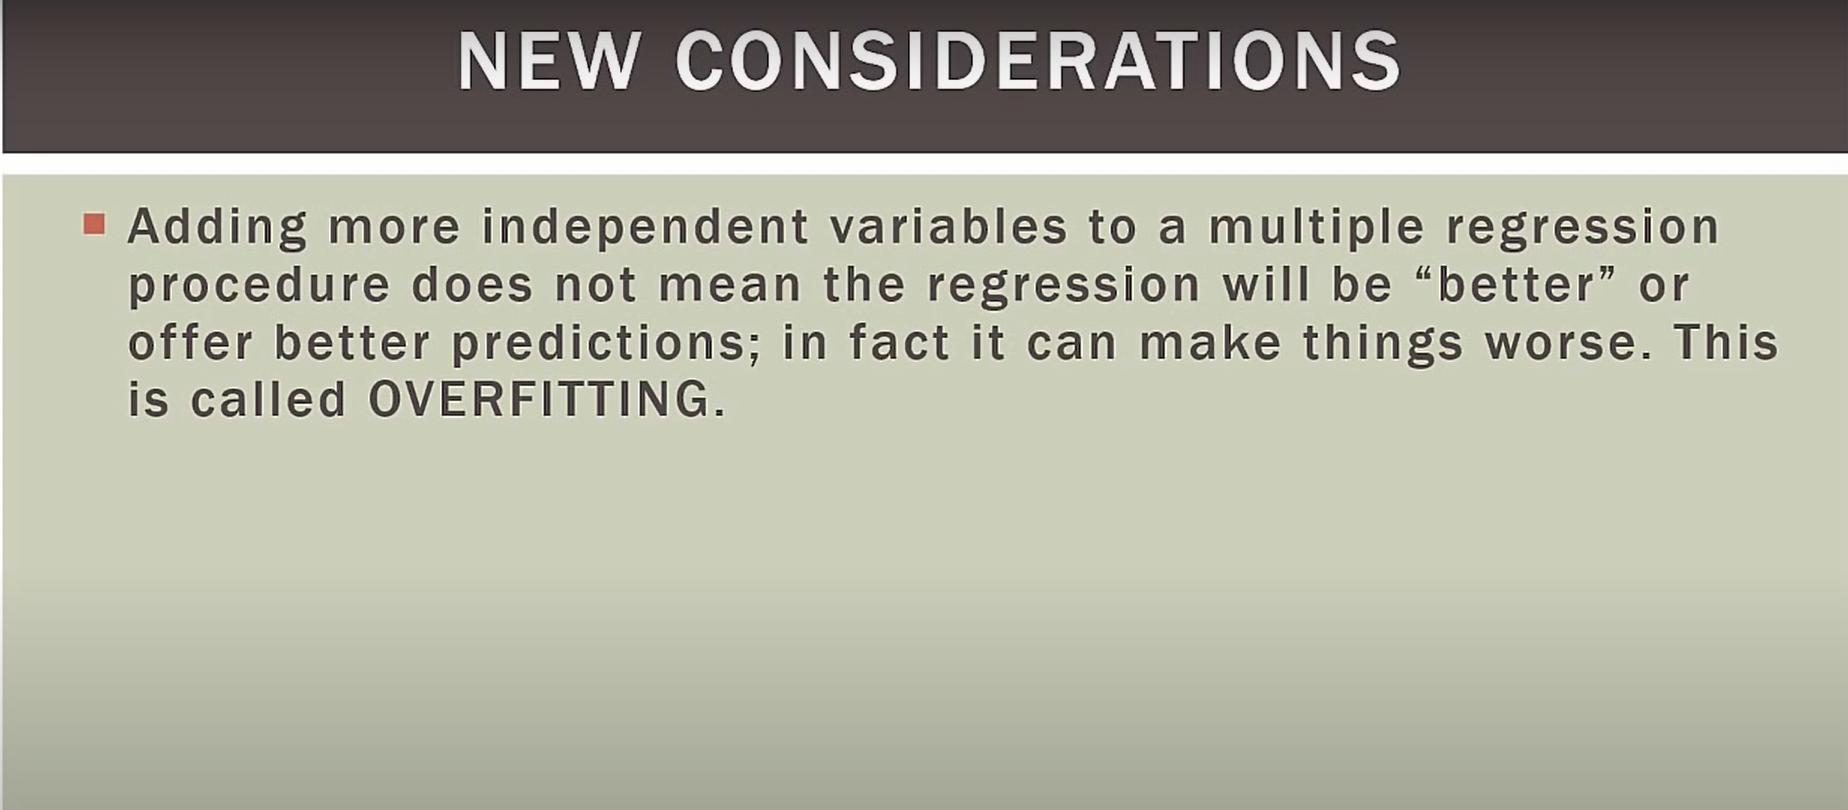 NEW CONSIDERATIONS
Adding more independent variables to a multiple regression
procedure does not mean the regression will be “better” or
offer better predictions; in fact it can make things worse. This
is called OVERFITTING.